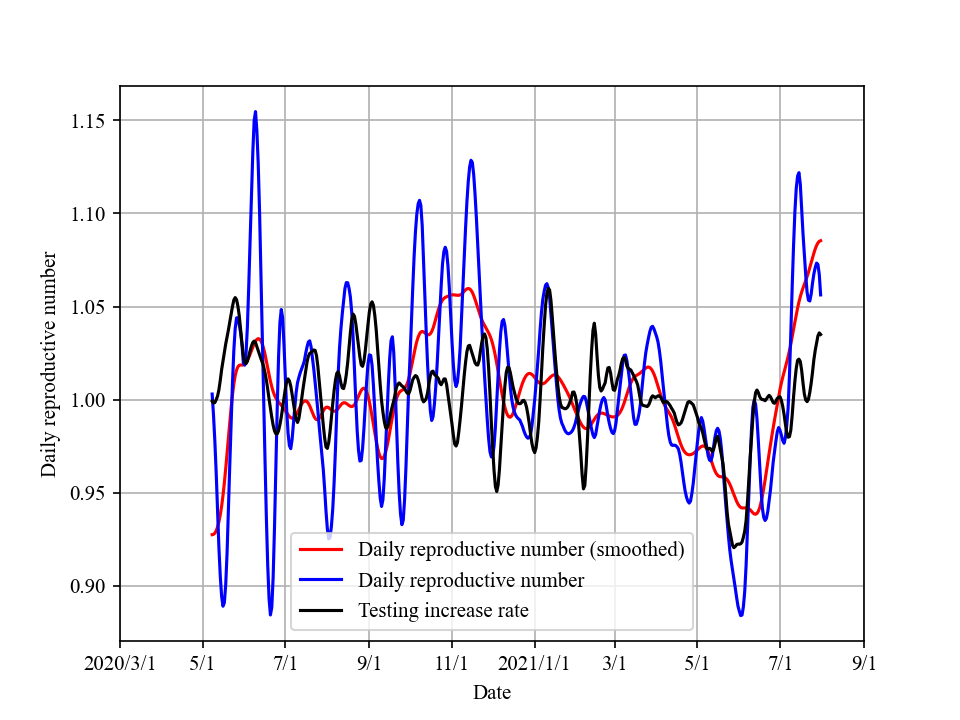 Daily reproductive number
1.15
1.10
1.05
1.00
0.95
0.90
Daily reproductive number (smoothed)
Daily reproductive number
Testing increase rate
2020/3/1 5/1 7/1 9/1 11/1 2021/1/1 3/1 5/1 7/1 9/1
Date